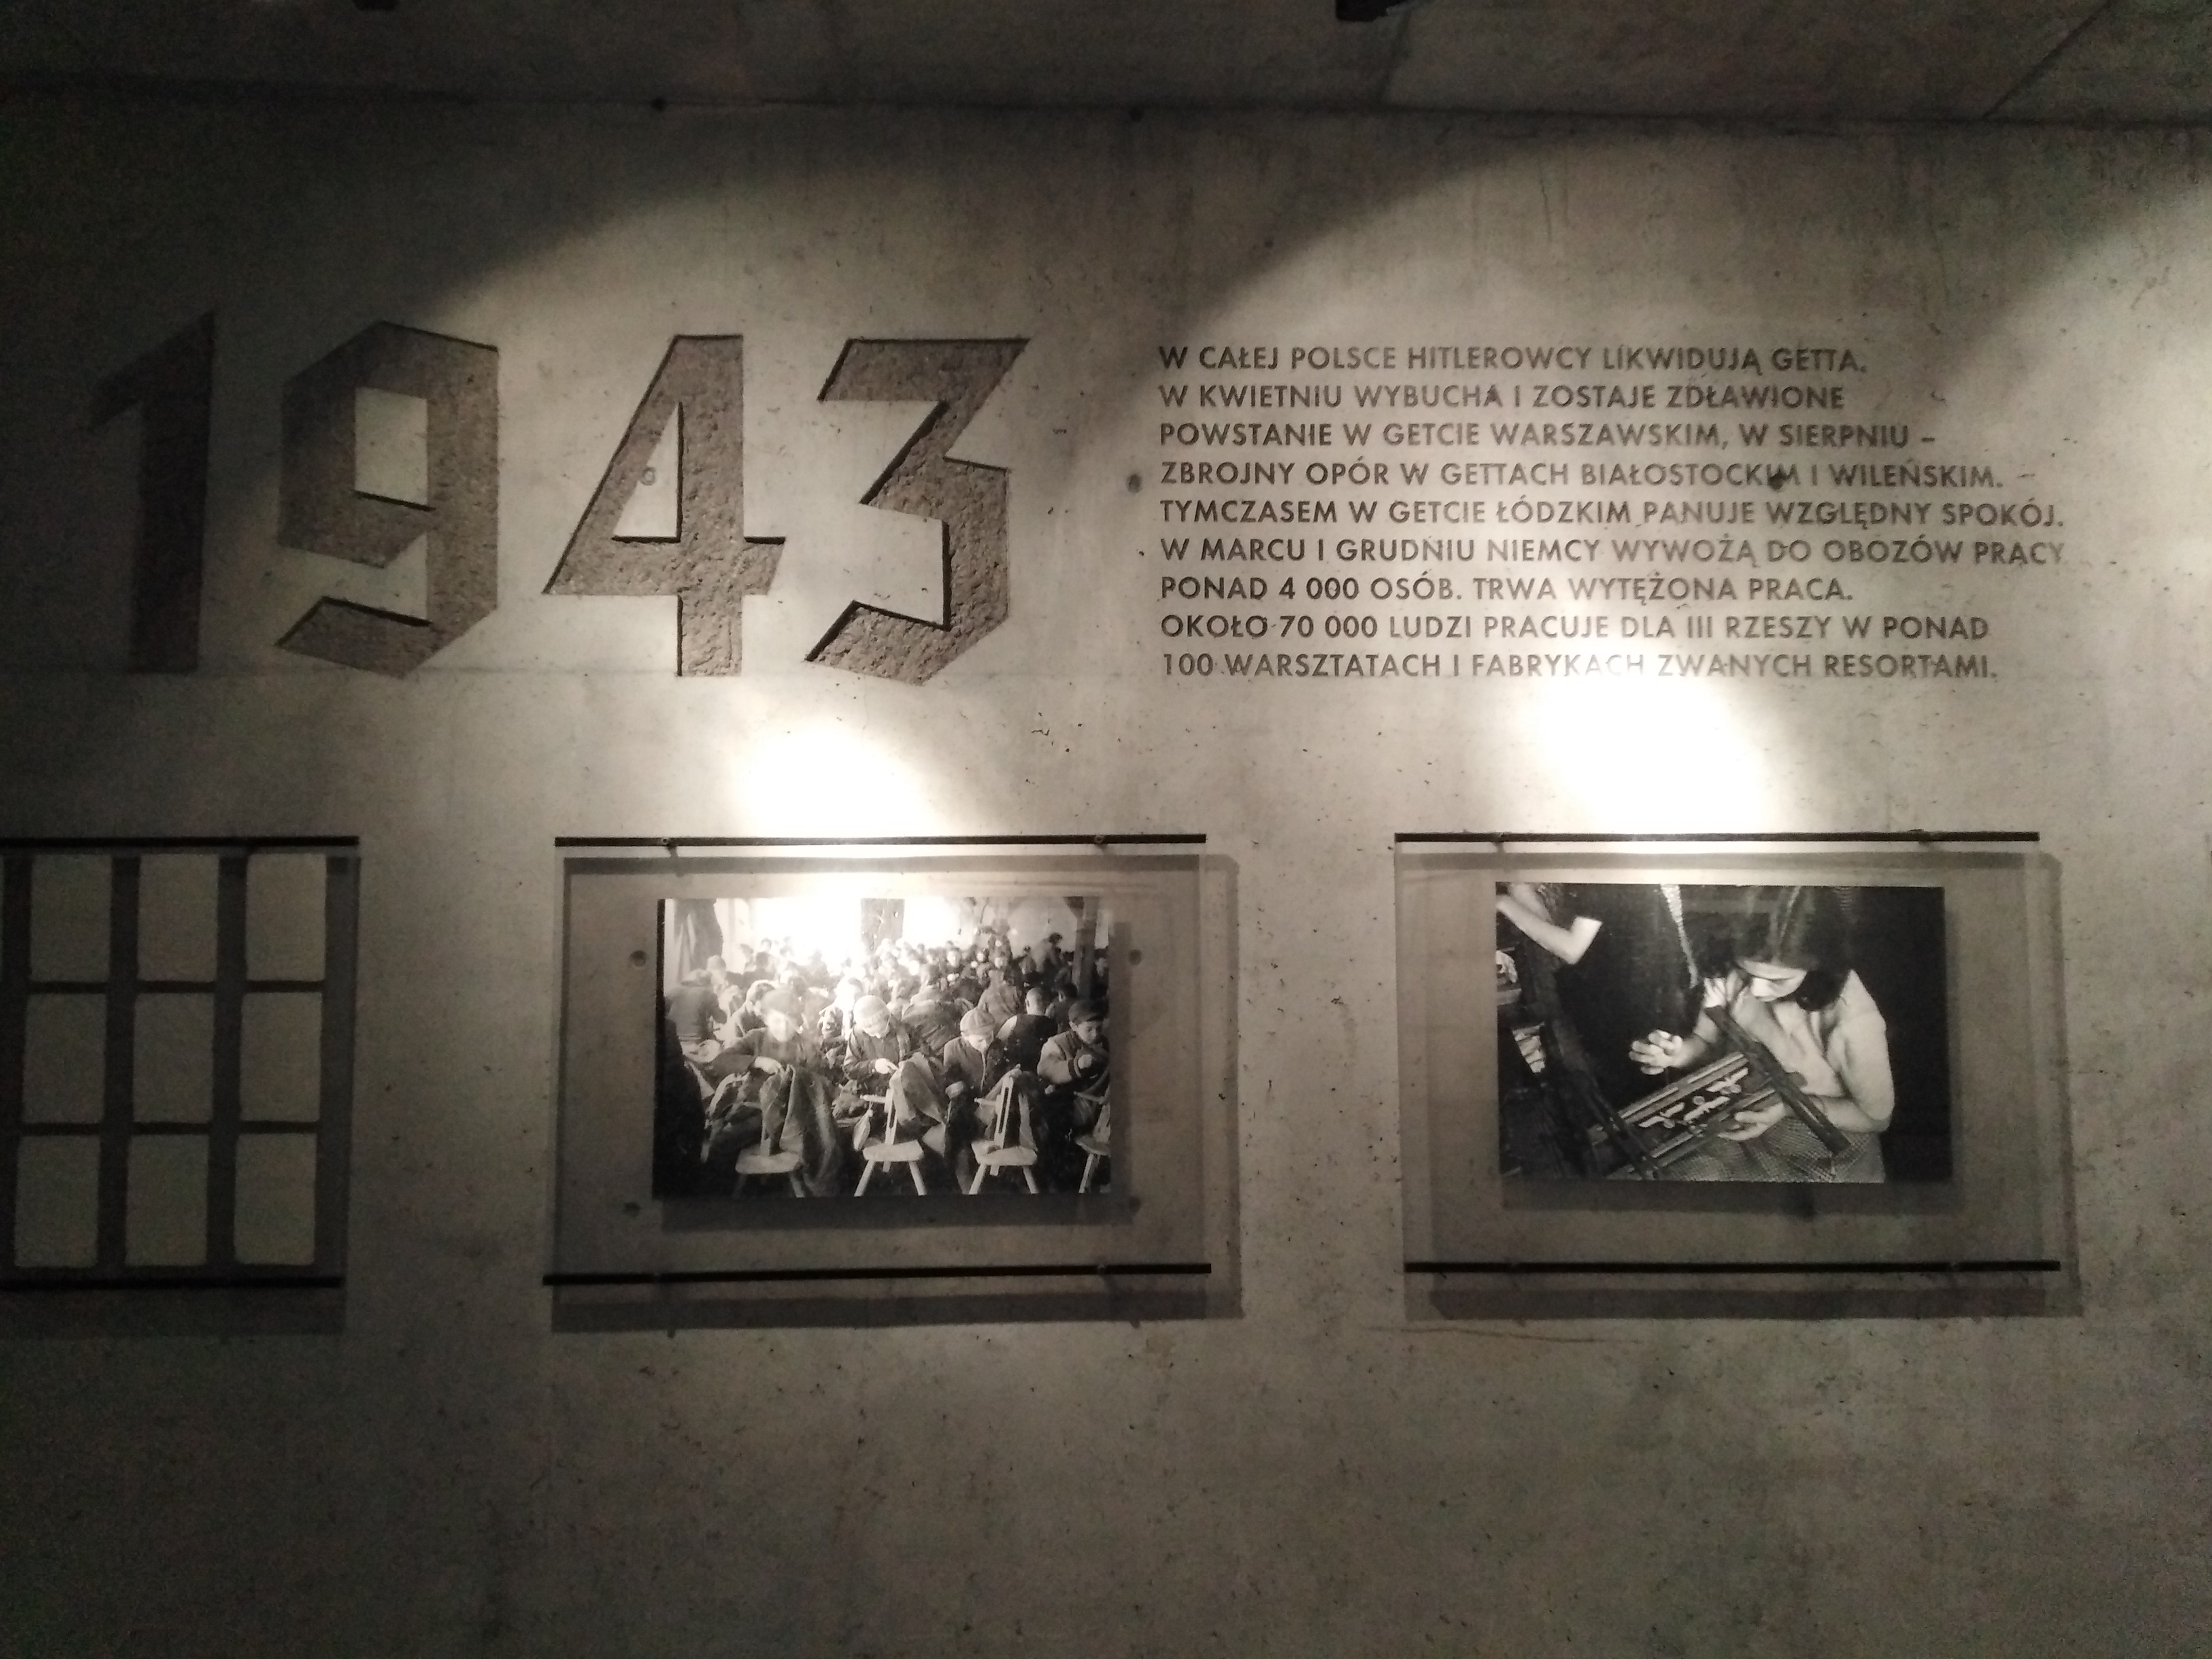 1943
W CAŁEJ POLSCE HITLEROWCY LIKWIDUJĄ GETTA.
W KWIETNIU WYBUCHA I ZOSTAJE ZDŁAWIONE
POWSTANIE W GETCIE WARSZAWSKIM, W SIERPNIU –
ZBROJNY OPÓR W GETTACH BIAŁOSTOCKIM I WILEŃSKIM.
TYMCZASEM W GETCIE ŁÓDZKIM PANUJE WZGLĘDNY SPOKÓJ.
W MARCU I GRUDNIU NIEMCY WYWOŻĄ DO OBOZÓW PRACY
PONAD 4 000 OSÓB. TRWA WYTĘŻONA PRACA.
OKOŁO 70 000 LUDZI PRACUJE DLA III RZESZY W PONAD
100 WARSZTATACH I FABRYKACH ZWANYCH RESORTAMI.